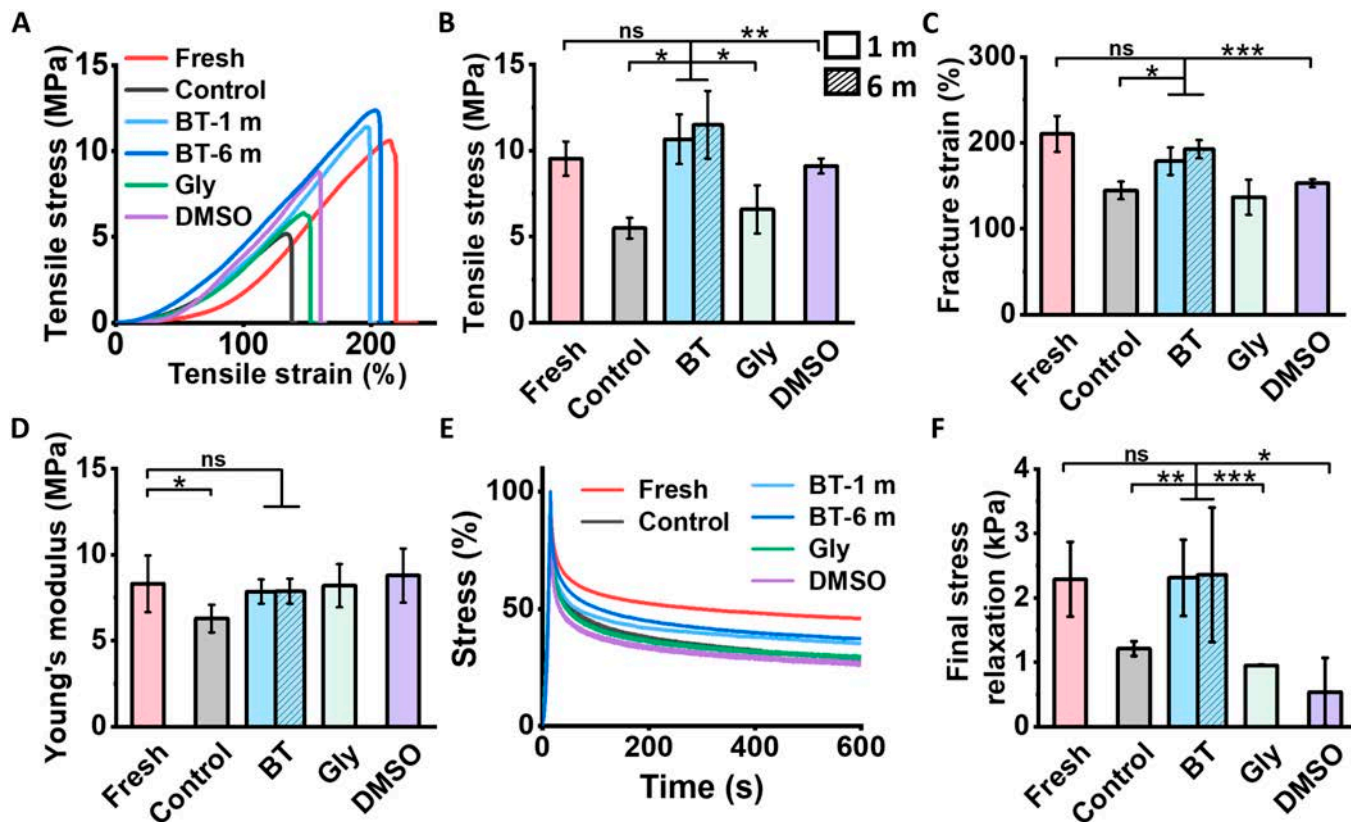 A
Tensile stress (MPa)
15
10
5
0
0
100
200
Tensile strain (%)
Fresh
Control
BT-1 m
BT-6 m
Gly
DMSO
B
Tensile stress (MPa)
15
10
5
0
ns
**
*
*
1 m
6 m
Fresh
Control
BT
Gly
DMSO
C
Fracture strain (%)
300
200
100
0
ns
***
*
Fresh
Control
BT
Gly
DMSO
D
Young's modulus (MPa)
15
10
5
0
ns
*
Fresh
Control
BT
Gly
DMSO
E
Stress (%)
100
50
0
0
200
400
600
Time (s)
Fresh
Control
BT-1 m
BT-6 m
Gly
DMSO
F
Final stress
relaxation (kPa)
4
3
2
1
0
ns
*
**
***
Fresh
Control
BT
Gly
DMSO